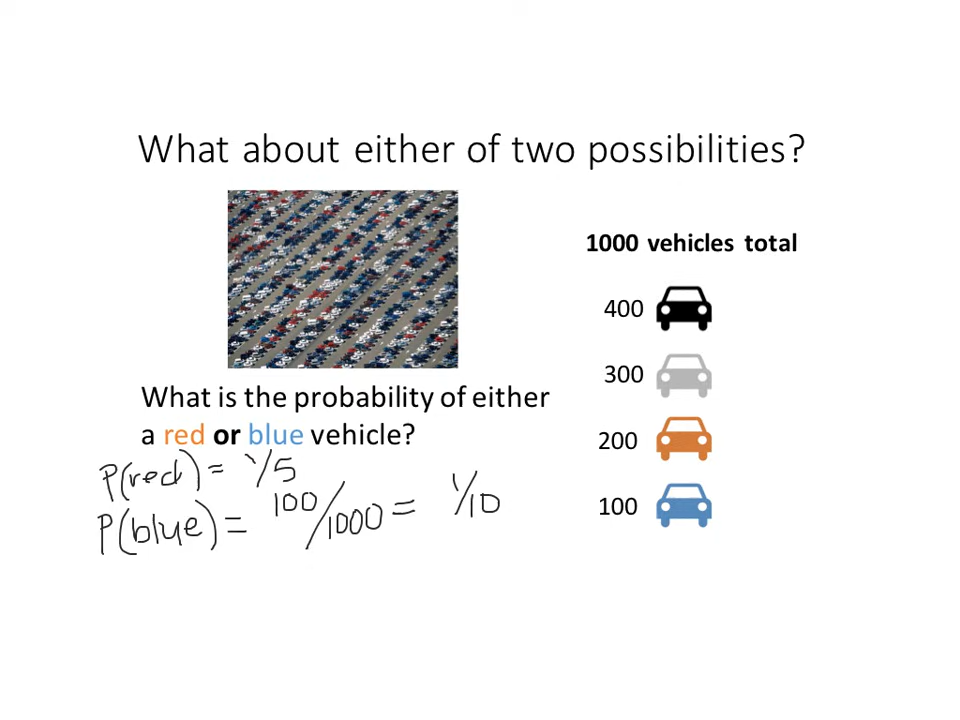 What about either of two possibilities?
1000 vehicles total
400
300
200
100
What is the probability of either
a red or blue vehicle?
P(red) = 1/5
P(blue) = 100/1000 = 1/10